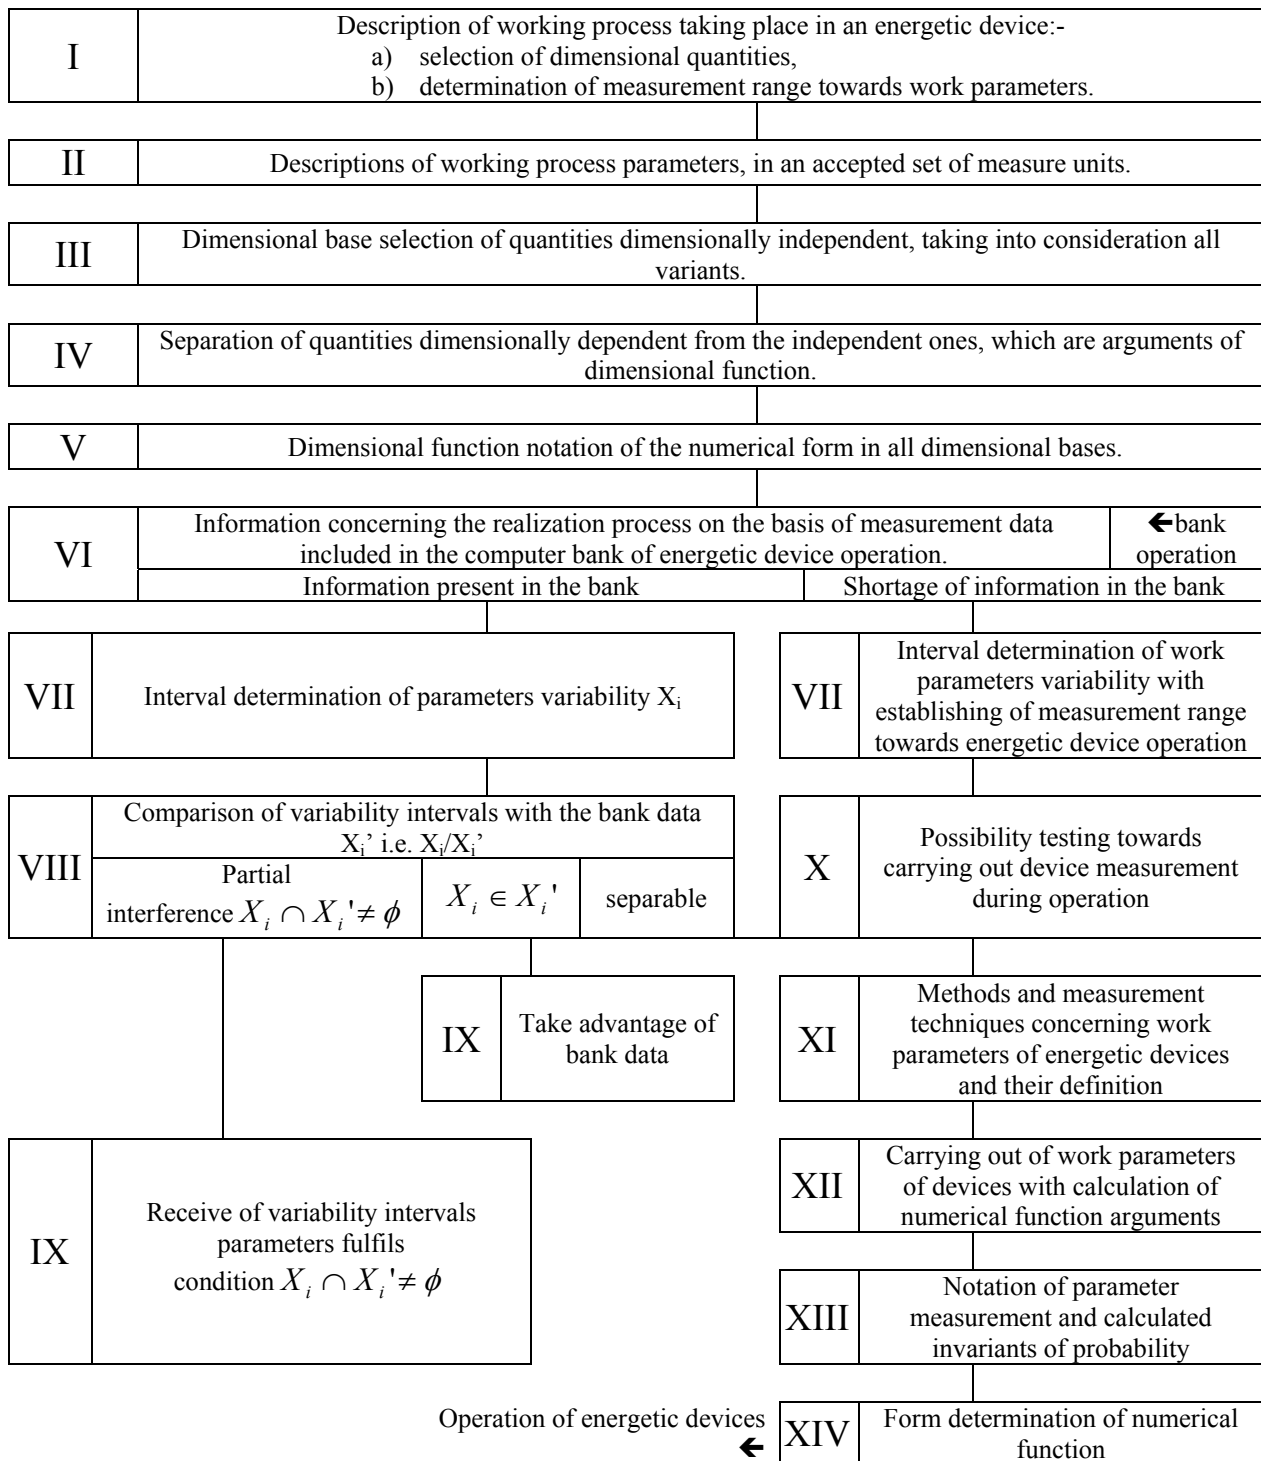 I
Description of working process taking place in an energetic device:-
a) selection of dimensional quantities,
b) determination of measurement range towards work parameters.
II
Descriptions of working process parameters, in an accepted set of measure units.
III
Dimensional base selection of quantities dimensionally independent, taking into consideration all
variants.
IV
Separation of quantities dimensionally dependent from the independent ones, which are arguments of
dimensional function.
V
Dimensional function notation of the numerical form in all dimensional bases.
VI
Information concerning the realization process on the basis of measurement data
included in the computer bank of energetic device operation.
←bank
operation
Information present in the bank
Shortage of information in the bank
VII
Interval determination of parameters variability Xi
VII
Interval determination of work
parameters variability with
establishing of measurement range
towards energetic device operation
VIII
Comparison of variability intervals with the bank data
Xi’ i.e. Xi/Xi’
Partial
interference X_i ∩ X_i' ≠ ϕ
X_i ∈ X_i'
separable
X
Possibility testing towards
carrying out device measurement
during operation
IX
Take advantage of
bank data
XI
Methods and measurement
techniques concerning work
parameters of energetic devices
and their definition
IX
Receive of variability intervals
parameters fulfils
condition X_i ∩ X_i' ≠ ϕ
XII
Carrying out of work parameters
of devices with calculation of
numerical function arguments
XIII
Notation of parameter
measurement and calculated
invariants of probability
Operation of energetic devices
←
XIV
Form determination of numerical
function